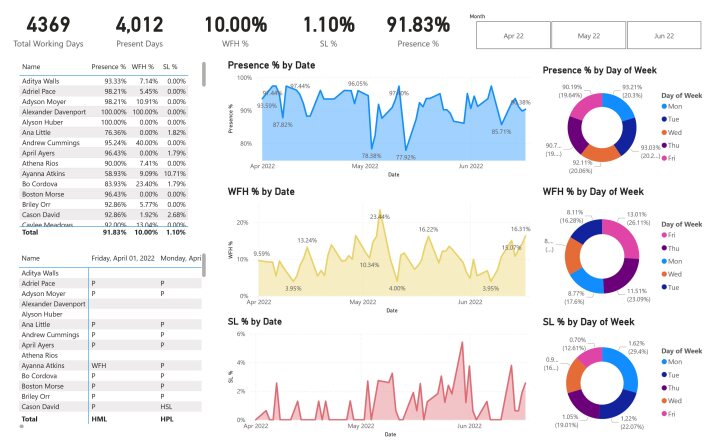 4369
Total Working Days
4,012
Present Days
10.00%
WFH %
1.10%
SL %
91.83%
Presence %
Month
Apr 22
May 22
Jun 22
Name Presence % WFH % SL %
Aditya Walls 93.33% 7.14% 0.00%
Adriel Pace 98.21% 5.45% 0.00%
Adyson Moyer 98.21% 10.91% 0.00%
Alexander Davenport 100.00% 100.00% 0.00%
Alyson Huber 100.00% 0.00% 0.00%
Ana Little 76.36% 0.00% 1.82%
Andrew Cummings 95.24% 40.00% 0.00%
April Ayers 96.43% 0.00% 1.79%
Athena Rios 90.00% 7.41% 0.00%
Ayanna Atkins 58.93% 9.09% 10.71%
Bo Cordova 83.93% 23.40% 1.79%
Boston Morse 96.43% 0.00% 0.00%
Briley Orr 92.86% 5.77% 0.00%
Cason David 92.86% 1.92% 2.68%
Caylee Meadows 92.00% 13.04% 0.00%
Total 91.83% 10.00% 1.10%
Name Friday, April 01, 2022 Monday, Apri
Aditya Walls
Adriel Pace P P
Adyson Moyer P P
Alexander Davenport
Alyson Huber
Ana Little P P
Andrew Cummings P P
April Ayers P P
Athena Rios
Ayanna Atkins WFH P
Bo Cordova P P
Boston Morse P P
Briley Orr P P
Cason David P HSL
Total HML HPL
Presence % by Date
Presence %
100%
90%
80%
93.59%
97.44%
87.82%
97.44%
96.05%
78.38%
97.40%
77.92%
85.71%
90.38%
Apr 2022
May 2022
Jun 2022
Date
WFH % by Date
WFH %
20%
10%
0%
9.59%
3.95%
13.24%
10.34%
23.44%
4.00%
16.22%
3.95%
15.07%
16.31%
Apr 2022
May 2022
Jun 2022
Date
SL % by Date
SL %
6%
4%
2%
0%
Apr 2022
May 2022
Jun 2022
Date
Presence % by Day of Week
90.19%
(19.64%)
93.21%
(20.3%)
90.7...
(19....)
93.03%
(20.2...)
92.11%
(20.06%)
Day of Week
Mon
Tue
Wed
Thu
Fri
WFH % by Day of Week
8.11%
(16.28%)
13.01%
(26.11%)
8....
(...)
8.77%
(17.6%)
11.51%
(23.09%)
Day of Week
Fri
Thu
Mon
Wed
Tue
SL % by Day of Week
0.70%
(12.61%)
1.62%
(29.4%)
0.9...
(16....)
1.05%
(19.01%)
1.22%
(22.07%)
Day of Week
Mon
Tue
Thu
Wed
Fri